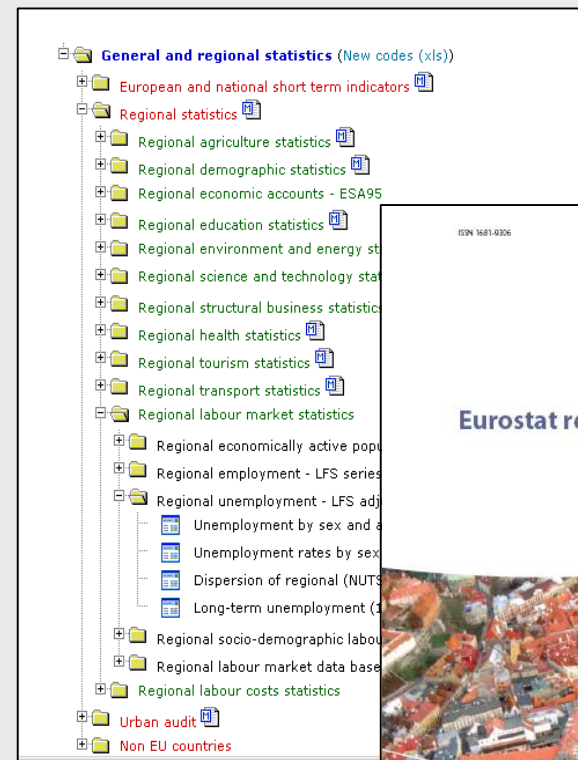 General and regional statistics (New codes (xls))
European and national short term indicators
Regional statistics
Regional agriculture statistics
Regional demographic statistics
Regional economic accounts - ESA95
Regional education statistics
Regional environment and energy st
Regional science and technology stat
Regional structural business statistics
Regional health statistics
Regional tourism statistics
Regional transport statistics
Regional labour market statistics
Regional economically active popu
Regional employment - LFS series
Regional unemployment - LFS adj
Unemployment by sex and a
Unemployment rates by sex
Dispersion of regional (NUTS
Long-term unemployment (1
Regional socio-demographic labou
Regional labour market data base
Regional labour costs statistics
Urban audit
Non EU countries
ISSN 1681-9306
Eurostat re